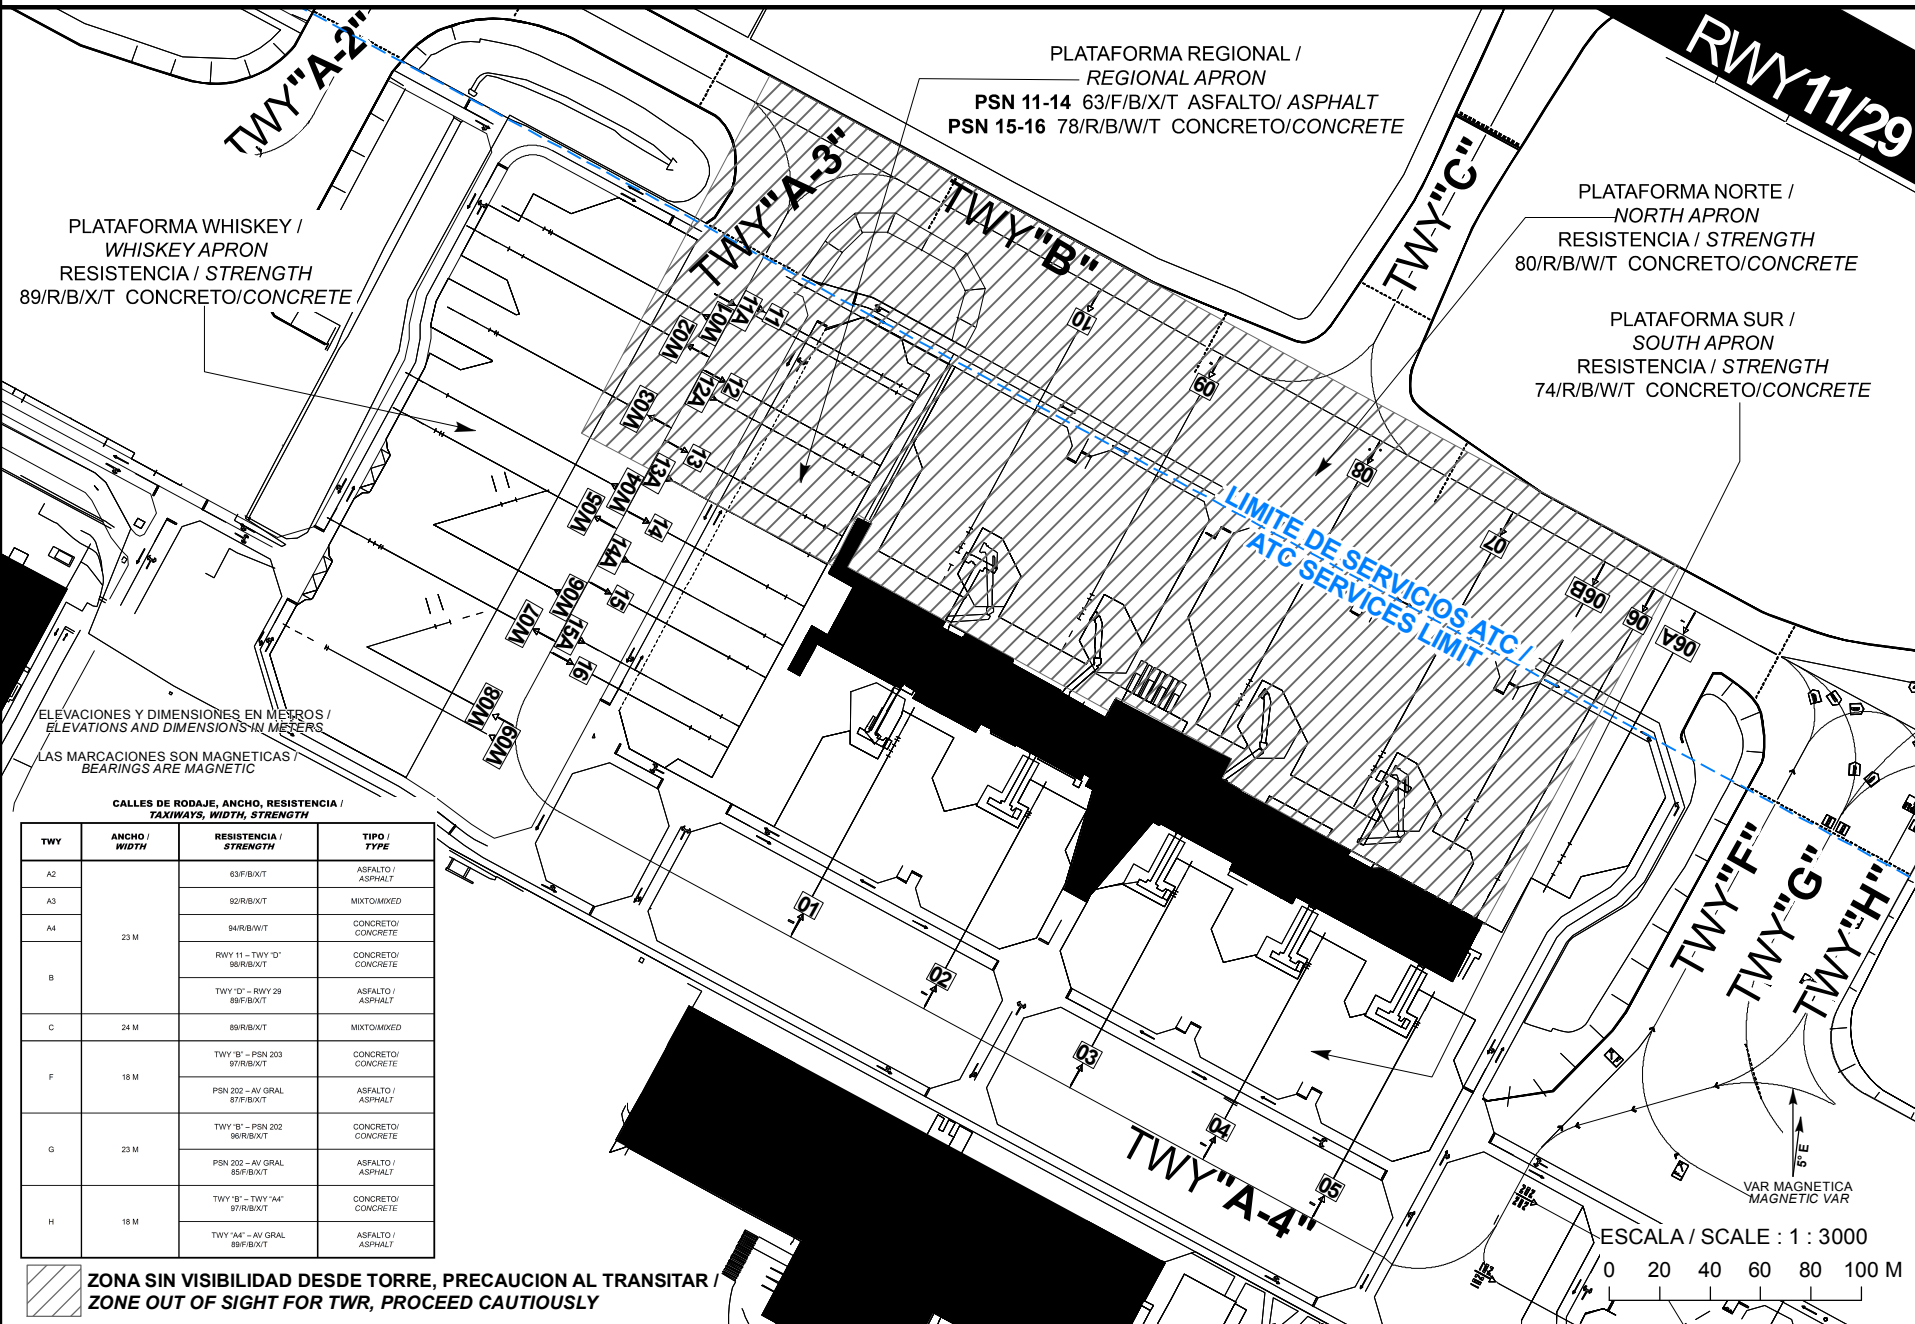 RWY11/29
TWY"A-2"
PLATAFORMA REGIONAL /
REGIONAL APRON
PSN 11-14 63/F/B/X/T ASFALTO/ ASPHALT
PSN 15-16 78/R/B/W/T CONCRETO/CONCRETE
TWY"A-3"
TWY"B"
TWY"C"
PLATAFORMA NORTE /
NORTH APRON
RESISTENCIA / STRENGTH
80/R/B/W/T CONCRETO/CONCRETE
PLATAFORMA WHISKEY /
WHISKEY APRON
RESISTENCIA / STRENGTH
89/R/B/X/T CONCRETO/CONCRETE
PLATAFORMA SUR /
SOUTH APRON
RESISTENCIA / STRENGTH
74/R/B/W/T CONCRETO/CONCRETE
W02
W01
11A
11
10
09
W03
12A
12
08
13A
13
W04
W05
14
14A
07
06B
06
06A
W06
15
W07
15A
16
W08
W09
LIMITE DE SERVICIOS ATC /
ATC SERVICES LIMIT
ELEVACIONES Y DIMENSIONES EN METROS /
ELEVATIONS AND DIMENSIONS IN METERS
LAS MARCACIONES SON MAGNETICAS /
BEARINGS ARE MAGNETIC
01
02
03
04
05
TWY"F"
TWY"G"
TWY"H"
TWY"A-4"
282
282
281
281
5° E
VAR MAGNETICA
MAGNETIC VAR
ESCALA / SCALE : 1 : 3000
0 20 40 60 80 100 M
CALLES DE RODAJE, ANCHO, RESISTENCIA /
TAXIWAYS, WIDTH, STRENGTH
TWY
ANCHO /
WIDTH
RESISTENCIA /
STRENGTH
TIPO /
TYPE
A2
63/F/B/X/T
ASFALTO /
ASPHALT
A3
92/R/B/X/T
MIXTO/MIXED
A4
23 M
94/R/B/W/T
CONCRETO/
CONCRETE
B
RWY 11 – TWY "D"
98/R/B/X/T
CONCRETO/
CONCRETE
TWY "D" – RWY 29
89/F/B/X/T
ASFALTO /
ASPHALT
C
24 M
89/R/B/X/T
MIXTO/MIXED
F
18 M
TWY "B" – PSN 203
97/R/B/X/T
CONCRETO/
CONCRETE
PSN 202 – AV GRAL
87/F/B/X/T
ASFALTO /
ASPHALT
G
23 M
TWY "B" – PSN 202
96/R/B/X/T
CONCRETO/
CONCRETE
PSN 202 – AV GRAL
85/F/B/X/T
ASFALTO /
ASPHALT
H
18 M
TWY "B" – TWY "A4"
97/R/B/X/T
CONCRETO/
CONCRETE
TWY "A4" – AV GRAL
89/F/B/X/T
ASFALTO /
ASPHALT
ZONA SIN VISIBILIDAD DESDE TORRE, PRECAUCION AL TRANSITAR /
ZONE OUT OF SIGHT FOR TWR, PROCEED CAUTIOUSLY